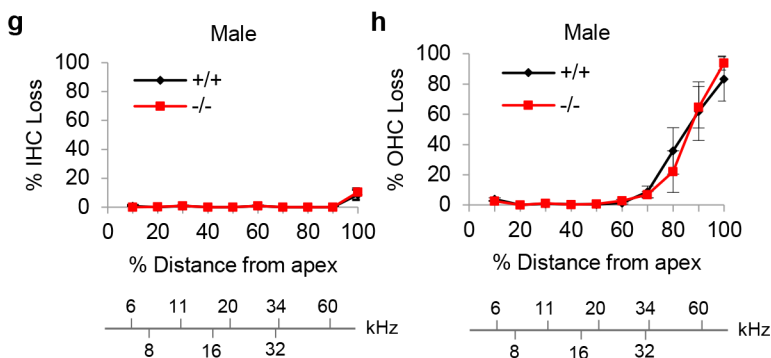 g
Male
+/+
-/-
% IHC Loss
100
80
60
40
20
0
0 20 40 60 80 100
% Distance from apex
6 11 20 34 60
kHz
8 16 32
h
Male
+/+
-/-
% OHC Loss
100
80
60
40
20
0
0 20 40 60 80 100
% Distance from apex
6 11 20 34 60
kHz
8 16 32